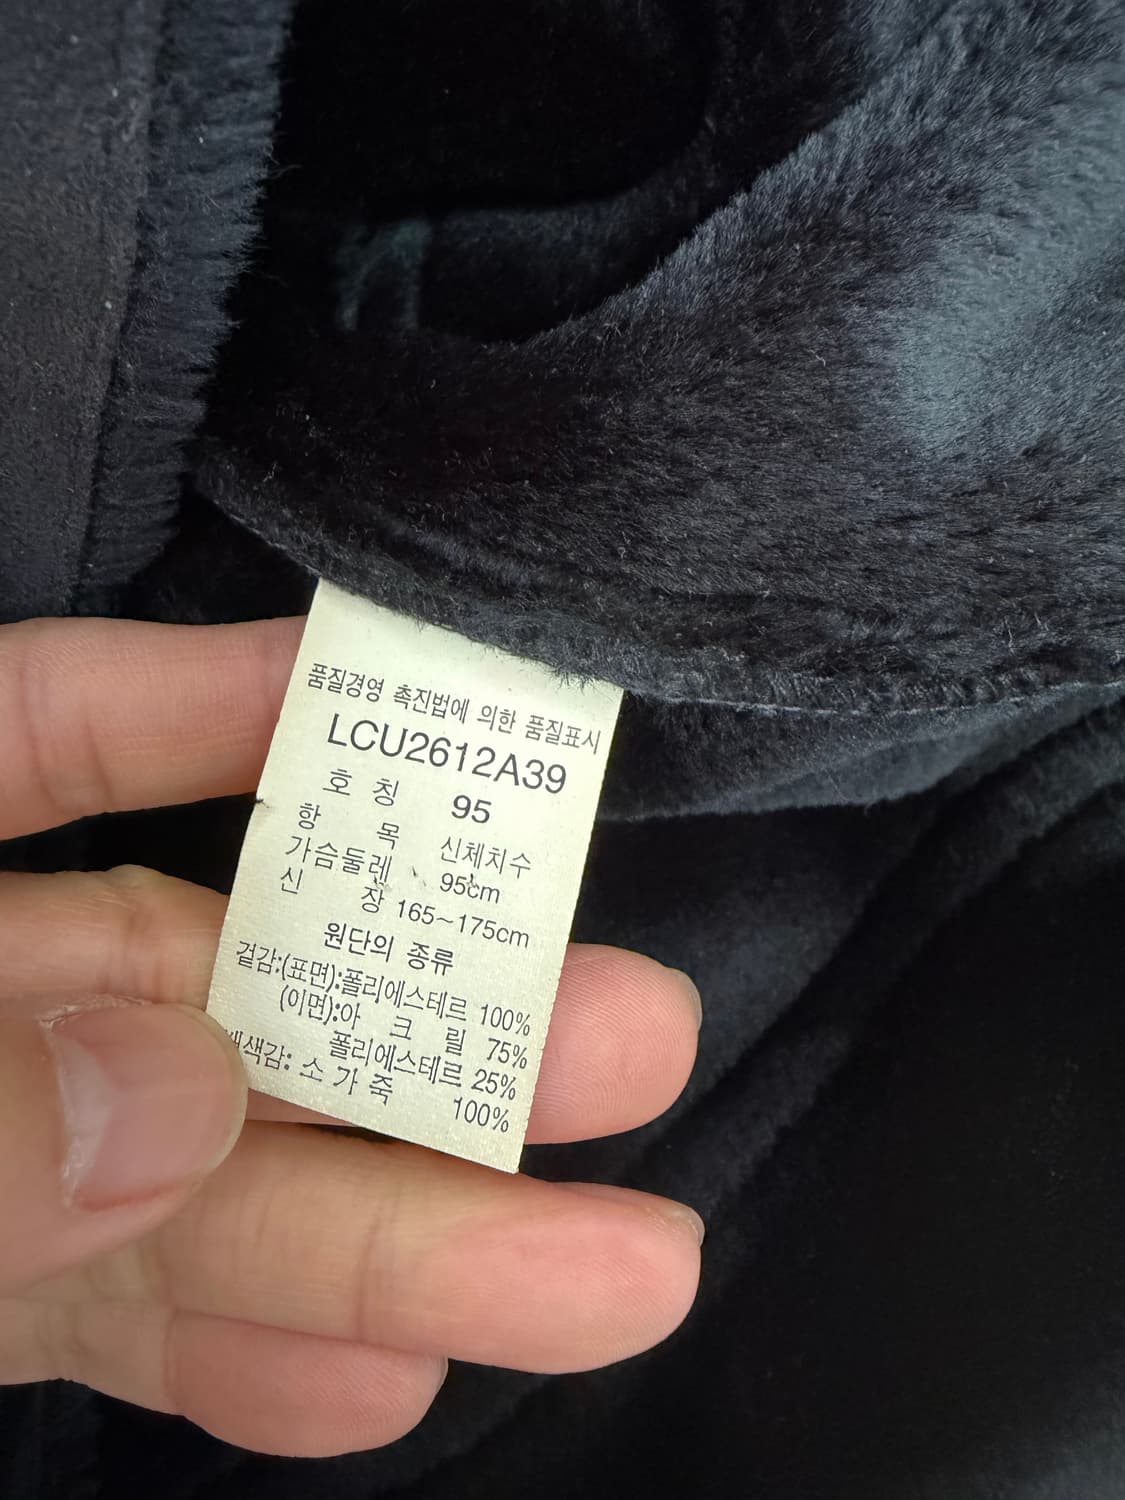 품질경영 촉진법에 의한 품질표시
LCU2612A39
호 칭 95
항 목 신체치수
가슴둘레 95cm
신 장 165~175cm
원단의 종류
겉감:(표면):폴리에스테르 100%
(이면):아 크 릴 75%
폴리에스테르 25%
배색감: 소 가 죽 100%